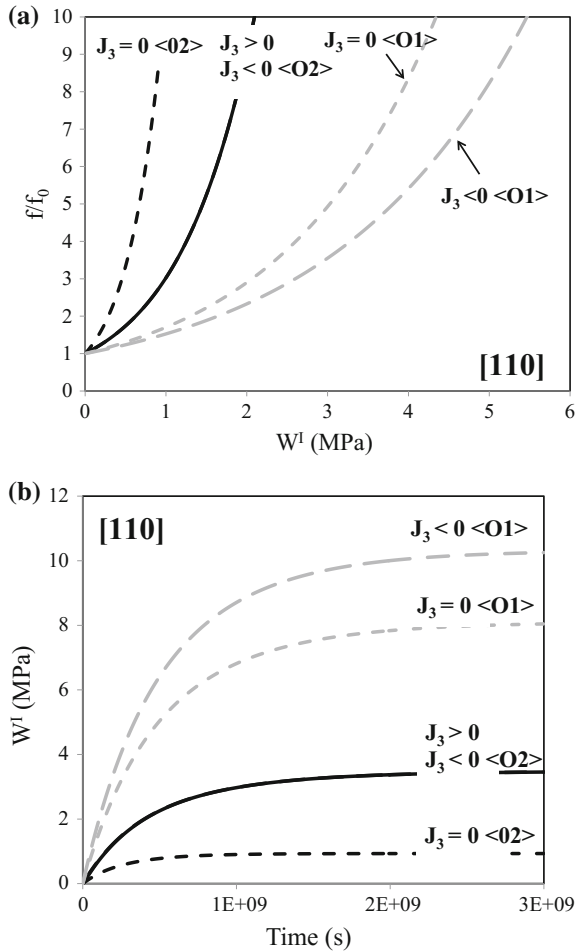 (a)
10
9
8
7
6
5
4
3
2
1
0
f/f₀
J₃ = 0 <02>
J₃ > 0
J₃ < 0 <O2>
J₃ = 0 <O1>
J₃ <0 <O1>
[110]
0 1 2 3 4 5 6
Wᴵ (MPa)
(b)
12
10
8
6
4
2
0
Wᴵ (MPa)
[110]
J₃ < 0 <O1>
J₃ = 0 <O1>
J₃ > 0
J₃ < 0 <O2>
J₃ = 0 <02>
0 1E+09 2E+09 3E+09
Time (s)